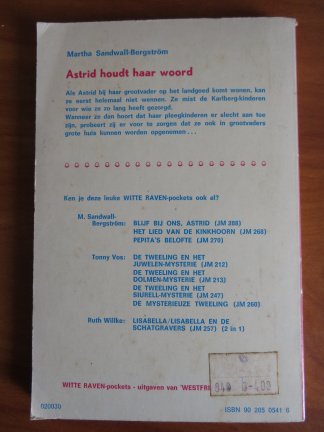 Martha Sandwall-Bergström
Astrid houdt haar woord
Als Astrid bij haar grootvader op het landgoed komt wonen, kan
ze eerst helemaal niet wennen. Ze mist de Karlberg-kinderen
voor wie ze zo lang heeft gezorgd.
Wanneer ze dan hoort dat haar pleegkinderen er slecht aan toe
zijn, probeert zij er voor te zorgen dat ze ook in grootvaders
grote huis kunnen worden opgenomen...
Ken je deze leuke WITTE RAVEN-pockets ook al?
M. Sandwall-
Bergström: BLIJF BIJ ONS, ASTRID (JM 288)
HET LIED VAN DE KINKHOORN (JM 268)
PEPITA'S BELOFTE (JM 270)
Tonny Vos: DE TWEELING EN HET
JUWELEN-MYSTERIE (JM 212)
DE TWEELING EN HET
DOLMEN-MYSTERIE (JM 213)
DE TWEELING EN HET
SIURELL-MYSTERIE (JM 247)
DE MYSTERIEUZE TWEELING (JM 260)
Ruth Willke: LISABELLA/LISABELLA EN DE
SCHATGRAVERS (JM 257) (2 in 1)
WITTE RAVEN-pockets - uitgaven van 'WESTFRI
020030
ISBN 90 205 0541 6